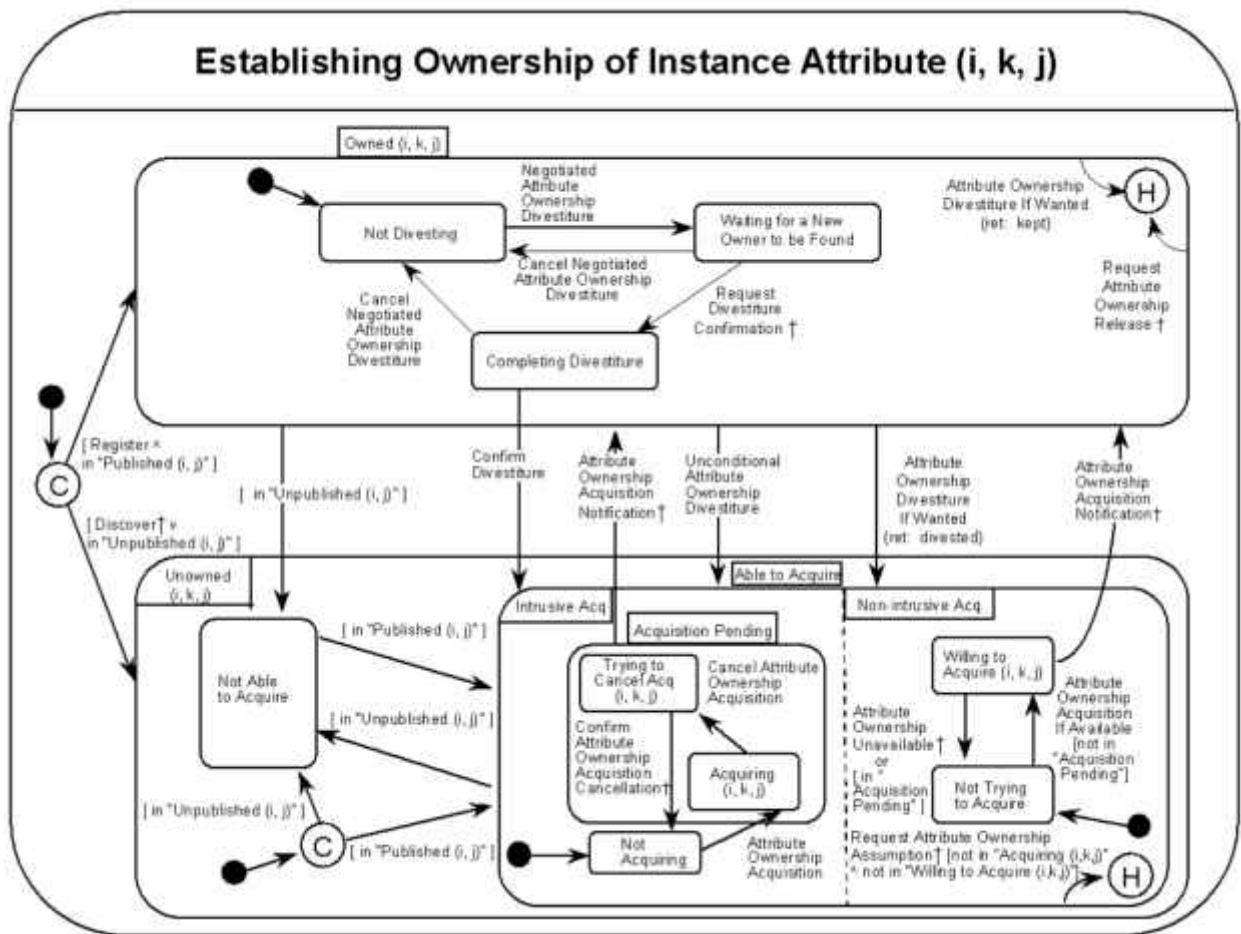 Establishing Ownership of Instance Attribute (i, k, j)
Owned (i, k, j)
Negotiated
Attribute
Ownership
Divestiture
Not Divesting
Waiting for a New
Owner to be Found
Attribute Ownership
Divestiture If Wanted
(ret: kept)
H
Cancel Negotiated
Attribute Ownership
Divestiture
Cancel
Negotiated
Attribute
Ownership
Divestiture
Request
Divestiture
Confirmation †
Request
Attribute
Ownership
Release †
Completing Divestiture
C
[ Register ^
in "Published (i, j)" ]
[ Discover† v
in "Unpublished (i, j)" ]
[ in "Unpublished (i, j)" ]
Confirm
Divestiture
Attribute
Ownership
Acquisition
Notification†
Unconditional
Attribute
Ownership
Divestiture
Attribute
Ownership
Divestiture
If Wanted
(ret: divested)
Attribute
Ownership
Acquisition
Notification†
Unowned
(i, k, j)
Able to Acquire
Intrusive Acq
Non-intrusive Acq
Acquisition Pending
Not Able
to Acquire
[ in "Published (i, j)" ]
[ in "Unpublished (i, j)" ]
Trying to
Cancel Acq
(i, k, j)
Cancel Attribute
Ownership
Acquisition
Confirm
Attribute
Ownership
Acquisition
Cancellation†
Acquiring
(i, k, j)
Willing to
Acquire (i, k, j)
Attribute
Ownership
Unavailable †
or
[ in "
Acquisition
Pending" ]
Attribute
Ownership
Acquisition
If Available
[not in
"Acquisition
Pending"]
Not Trying
to Acquire
[ in "Unpublished (i, j)" ]
C
[ in "Published (i, j)" ]
Not
Acquiring
Attribute
Ownership
Acquisition
Request Attribute Ownership
Assumption† [not in "Acquiring (i,k,j)"
^ not in "Willing to Acquire (i,k,j)"]
H